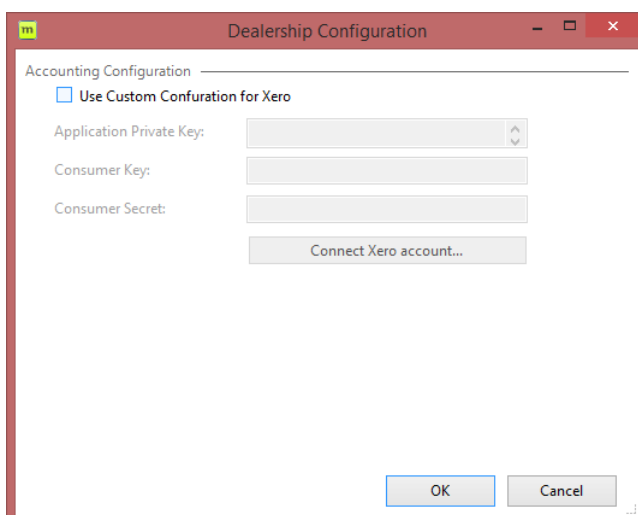 m
Dealership Configuration
Accounting Configuration
Use Custom Confuration for Xero
Application Private Key:
Consumer Key:
Consumer Secret:
Connect Xero account...
OK Cancel